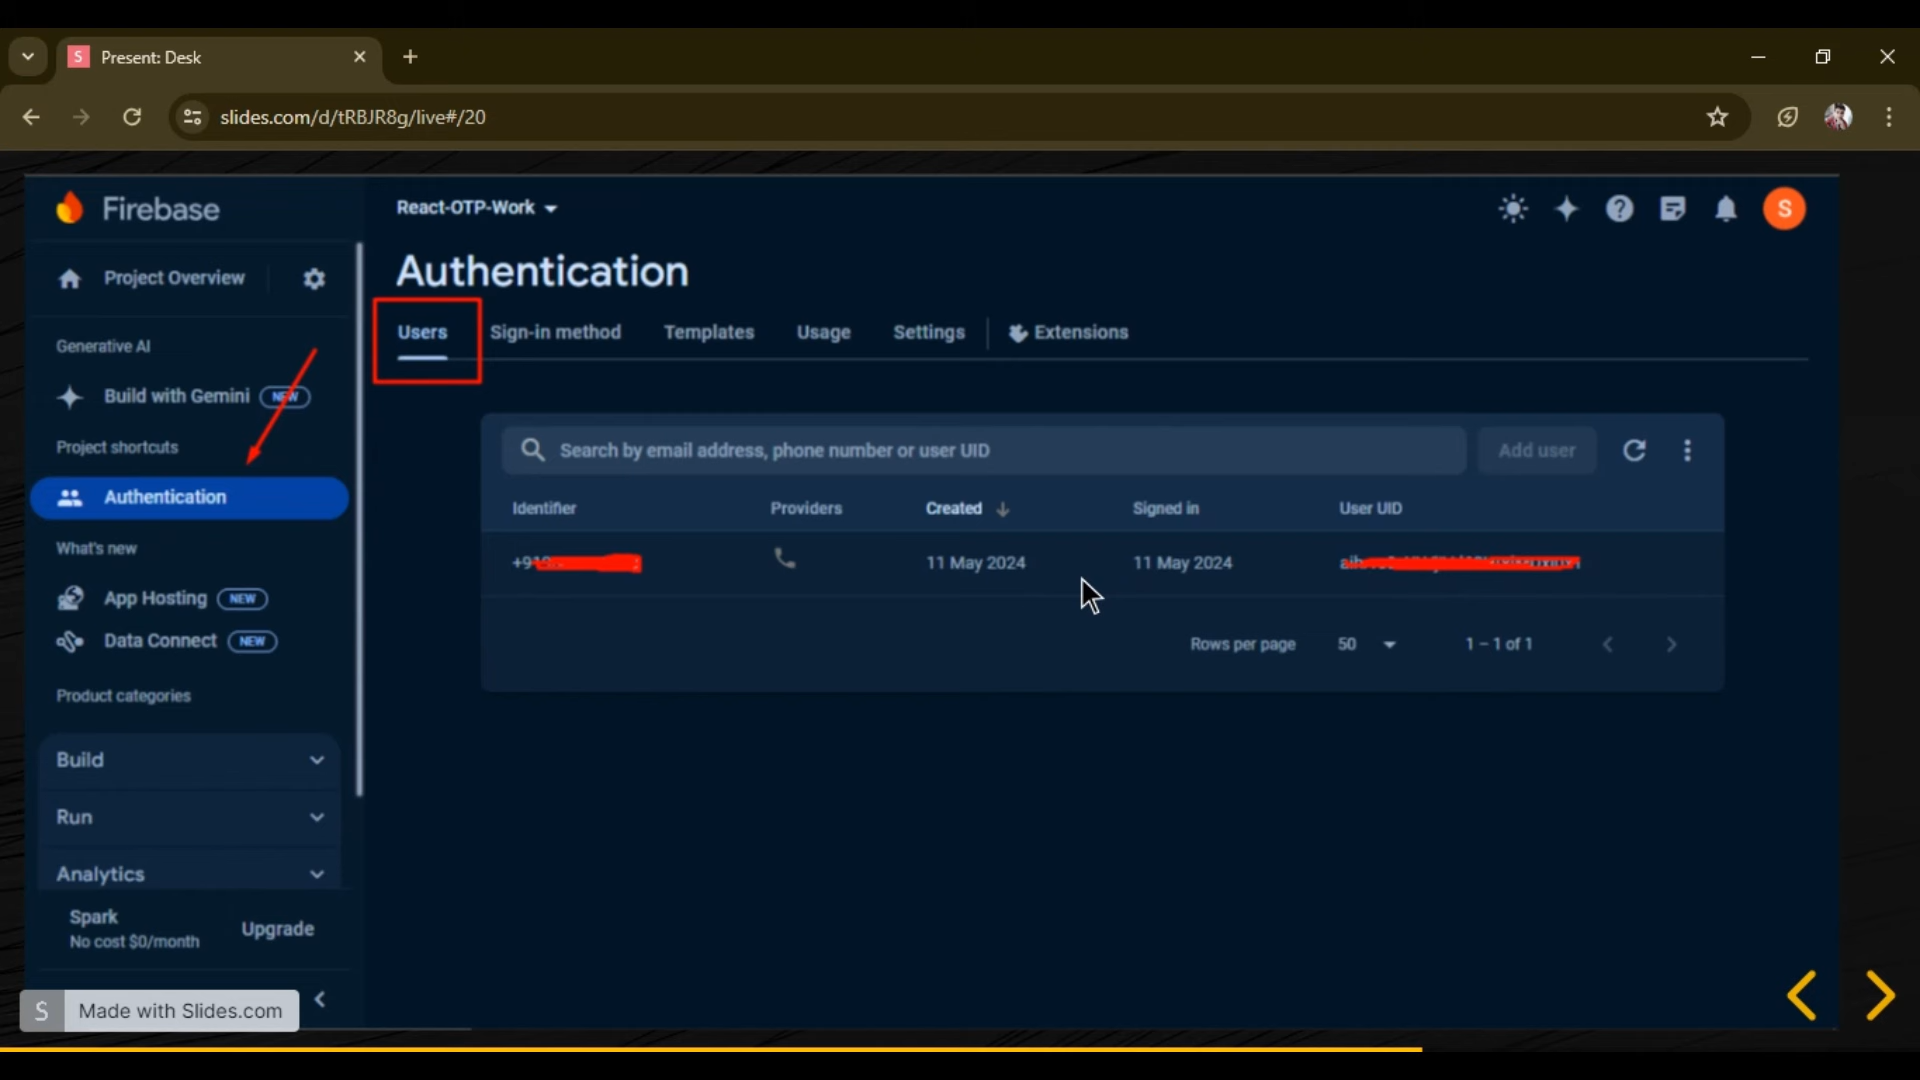 S Present: Desk
slides.com/d/tRBJR8g/live#/20
Firebase
React-OTP-Work
S
Project Overview
Authentication
Users Sign-in method Templates Usage Settings Extensions
Generative AI
Build with Gemini NEW
Project shortcuts
Authentication
Search by email address, phone number or user UID Add user
Identifier Providers Created Signed in User UID
11 May 2024 11 May 2024
What's new
App Hosting NEW
Data Connect NEW
Rows per page 50 1 – 1 of 1
Product categories
Build
Run
Analytics
Spark
No cost $0/month
Upgrade
S Made with Slides.com